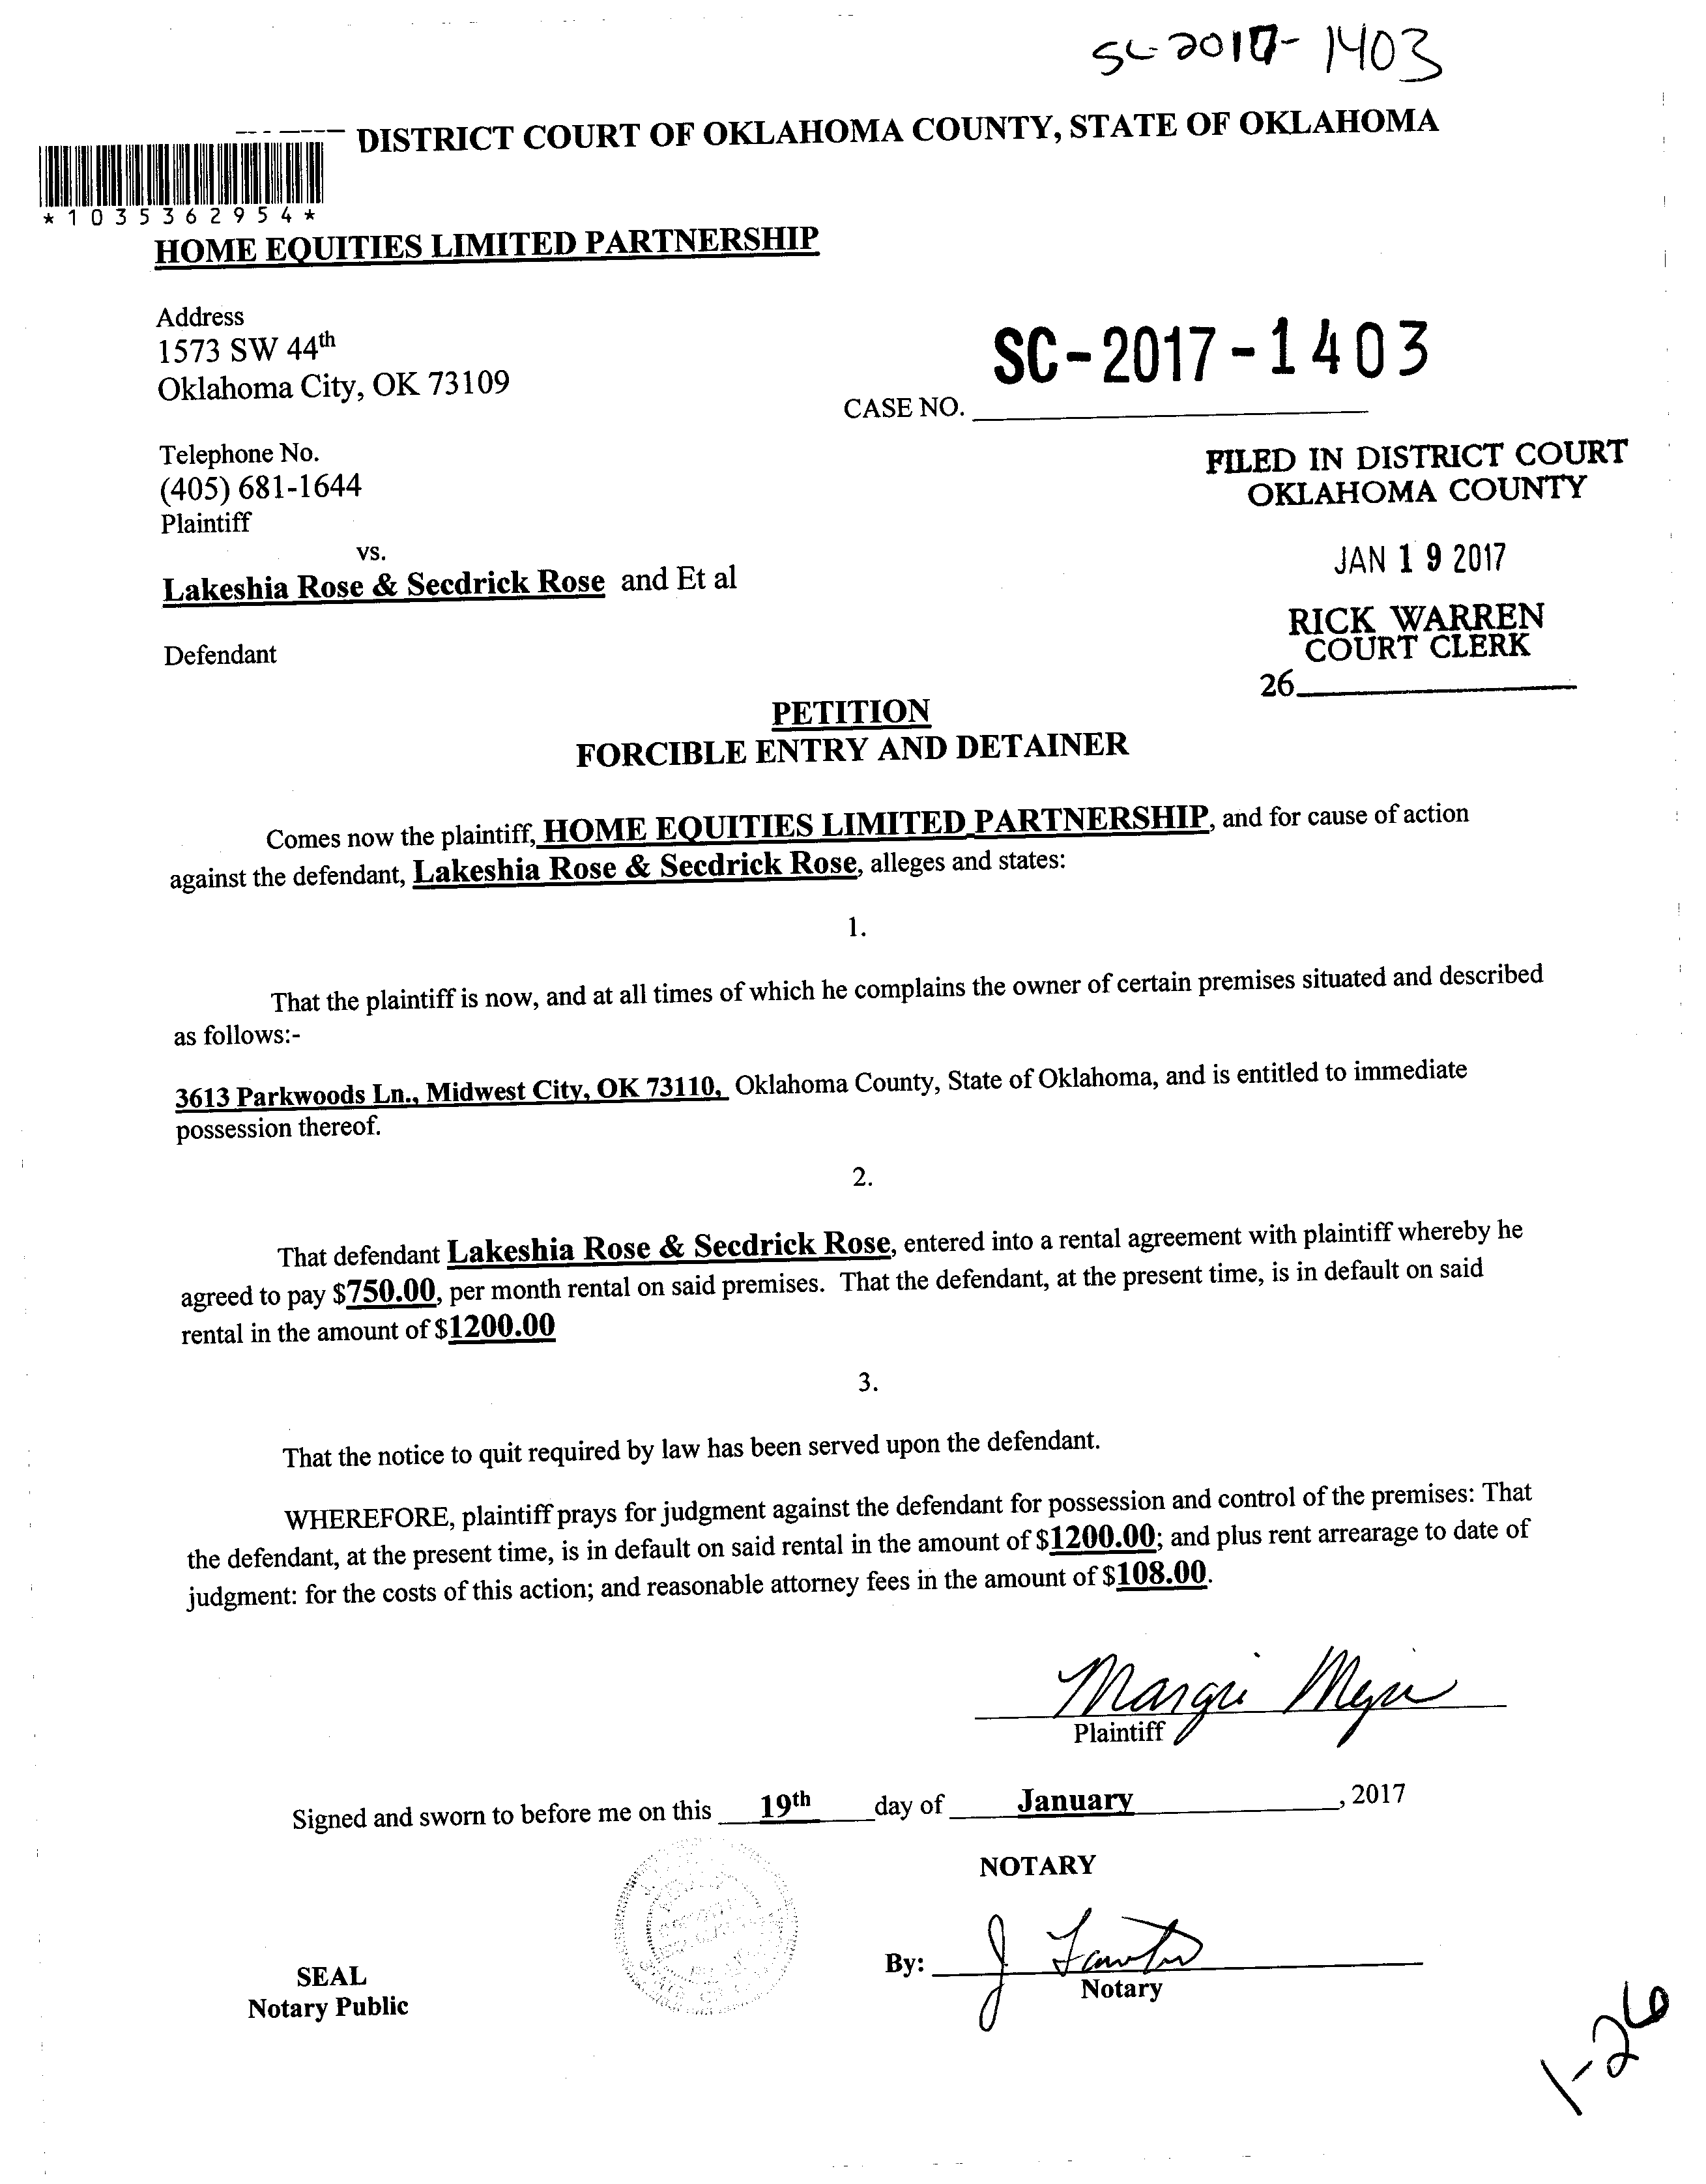 SC-2017-1403
DISTRICT COURT OF OKLAHOMA COUNTY, STATE OF OKLAHOMA
*1035362954*
HOME EQUITIES LIMITED PARTNERSHIP
Address
1573 SW 44th
Oklahoma City, OK 73109
SC-2017-1403
CASE NO.
Telephone No.
(405) 681-1644
Plaintiff
FILED IN DISTRICT COURT
OKLAHOMA COUNTY
JAN 19 2017
RICK WARREN
COURT CLERK
26
vs.
Lakeshia Rose & Secdrick Rose and Et al
Defendant
PETITION
FORCIBLE ENTRY AND DETAINER
Comes now the plaintiff, HOME EQUITIES LIMITED PARTNERSHIP, and for cause of action
against the defendant, Lakeshia Rose & Secdrick Rose, alleges and states:
1.
That the plaintiff is now, and at all times of which he complains the owner of certain premises situated and described
as follows:-
3613 Parkwoods Ln., Midwest City, OK 73110, Oklahoma County, State of Oklahoma, and is entitled to immediate
possession thereof.
2.
That defendant Lakeshia Rose & Secdrick Rose, entered into a rental agreement with plaintiff whereby he
agreed to pay $750.00, per month rental on said premises. That the defendant, at the present time, is in default on said
rental in the amount of $1200.00
3.
That the notice to quit required by law has been served upon the defendant.
WHEREFORE, plaintiff prays for judgment against the defendant for possession and control of the premises: That
the defendant, at the present time, is in default on said rental in the amount of $1200.00; and plus rent arrearage to date of
judgment: for the costs of this action; and reasonable attorney fees in the amount of $108.00.
Plaintiff
Signed and sworn to before me on this 19th day of January, 2017
NOTARY
By:
Notary
SEAL
Notary Public
1-26